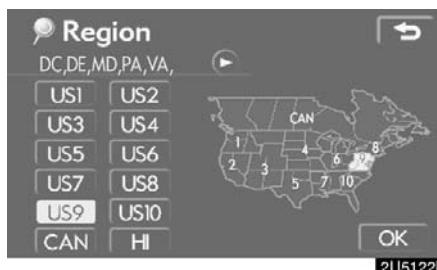 Region
DC,DE,MD,PA,VA,
US1 US2
US3 US4
US5 US6
US7 US8
US9 US10
CAN HI
CAN
1
2
3
4
5
6
7
8
9
10
OK
2U5122